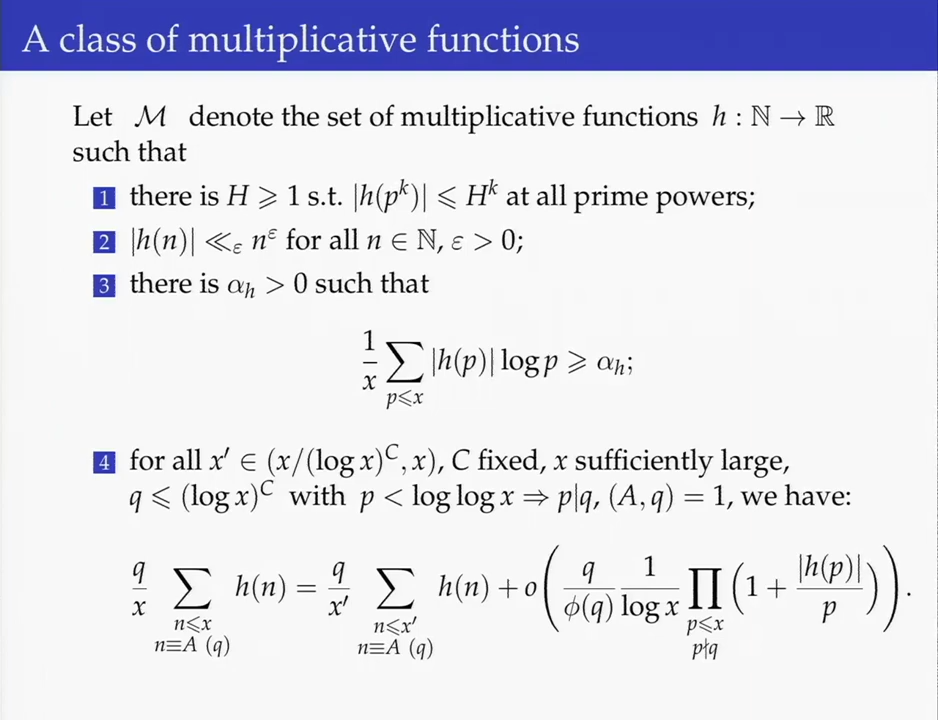 A class of multiplicative functions
Let ℳ denote the set of multiplicative functions h : ℕ → ℝ
such that
1 there is H ⩾ 1 s.t. |h(p^k)| ⩽ H^k at all prime powers;
2 |h(n)| ≪_ε n^ε for all n ∈ ℕ, ε > 0;
3 there is α_h > 0 such that
1/x ∑_{p⩽x} |h(p)| log p ⩾ α_h;
4 for all x′ ∈ (x/(log x)^C, x), C fixed, x sufficiently large,
q ⩽ (log x)^C with p < log log x ⇒ p|q, (A, q) = 1, we have:
q/x ∑_{n⩽x, n≡A (q)} h(n) = q/x′ ∑_{n⩽x′, n≡A (q)} h(n) + o( q/ϕ(q) 1/log x ∏_{p⩽x, p∤q} ( 1 + |h(p)|/p ) ).